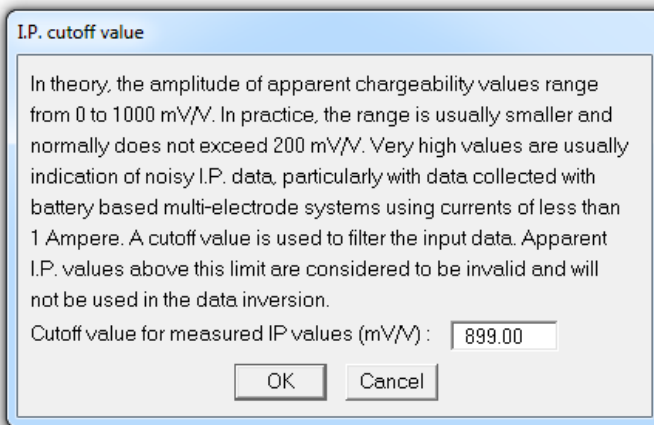 I.P. cutoff value
In theory, the amplitude of apparent chargeability values range
from 0 to 1000 mV/V. In practice, the range is usually smaller and
normally does not exceed 200 mV/V. Very high values are usually
indication of noisy I.P. data, particularly with data collected with
battery based multi-electrode systems using currents of less than
1 Ampere. A cutoff value is used to filter the input data. Apparent
I.P. values above this limit are considered to be invalid and will
not be used in the data inversion.
Cutoff value for measured IP values (mV/V) : 899.00
OK Cancel